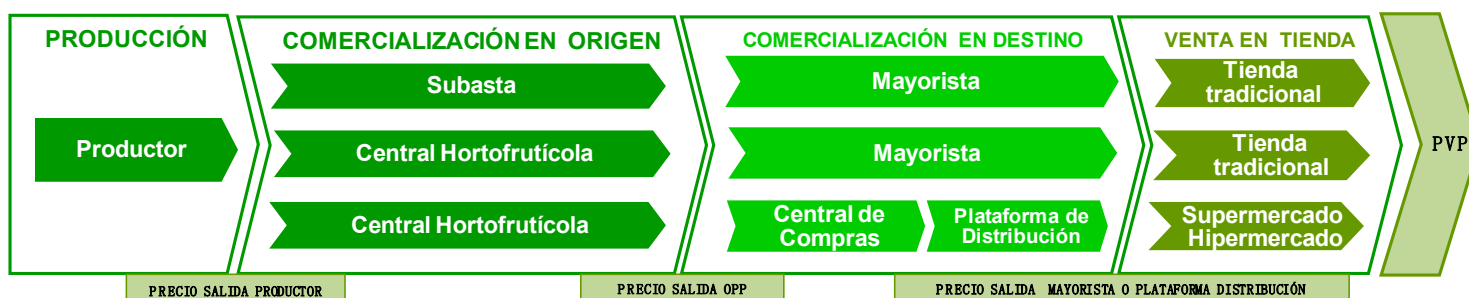 PRODUCCIÓN
Productor
COMERCIALIZACIÓN EN ORIGEN
Subasta
Central Hortofrutícola
Central Hortofrutícola
COMERCIALIZACIÓN EN DESTINO
Mayorista
Mayorista
Central de
Compras
Plataforma de
Distribución
VENTA EN TIENDA
Tienda
tradicional
Tienda
tradicional
Supermercado
Hipermercado
PVP
PRECIO SALIDA PRODUCTOR
PRECIO SALIDA OPP
PRECIO SALIDA MAYORISTA O PLATAFORMA DISTRIBUCIÓN